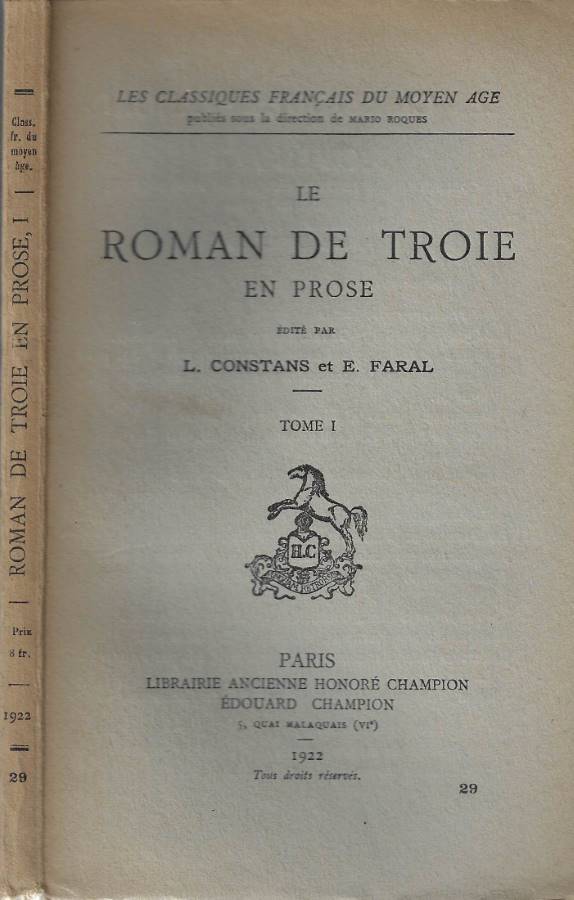 Class.
fr. du
moyen
âge.
ROMAN DE TROIE EN PROSE, I
Prix
8 fr.
1922
29
LES CLASSIQUES FRANÇAIS DU MOYEN AGE
publiés sous la direction de MARIO ROQUES
LE
ROMAN DE TROIE
EN PROSE
ÉDITÉ PAR
L. CONSTANS et E. FARAL
TOME I
H.C
PARIS
LIBRAIRIE ANCIENNE HONORÉ CHAMPION
ÉDOUARD CHAMPION
5, QUAI MALAQUAIS (VIe)
1922
Tous droits réservés.
29